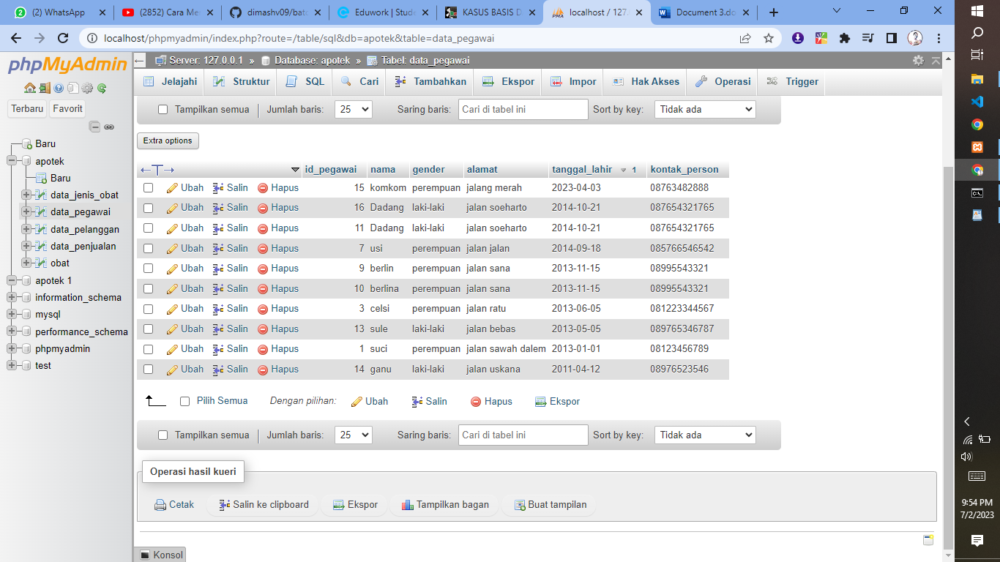 (2) WhatsApp
(2852) Cara Me
dimashv09/bata
Eduwork | Stude
KASUS BASIS D
localhost / 127.
Document 3.do
localhost/phpmyadmin/index.php?route=/table/sql&db=apotek&table=data_pegawai
phpMyAdmin
Terbaru Favorit
Baru
apotek
Baru
data_jenis_obat
data_pegawai
data_pelanggan
data_penjualan
obat
apotek 1
information_schema
mysql
performance_schema
phpmyadmin
test
Server: 127.0.0.1 » Database: apotek » Tabel: data_pegawai
Jelajahi Struktur SQL Cari Tambahkan Ekspor Impor Hak Akses Operasi Trigger
Tampilkan semua Jumlah baris: 25 Saring baris: Cari di tabel ini Sort by key: Tidak ada
Extra options
id_pegawai nama gender alamat tanggal_lahir 1 kontak_person
Ubah Salin Hapus 15 komkom perempuan jalang merah 2023-04-03 08763482888
Ubah Salin Hapus 16 Dadang laki-laki jalan soeharto 2014-10-21 087654321765
Ubah Salin Hapus 11 Dadang laki-laki jalan soeharto 2014-10-21 087654321765
Ubah Salin Hapus 7 usi perempuan jalan jalan 2014-09-18 085766546542
Ubah Salin Hapus 9 berlin perempuan jalan sana 2013-11-15 08995543321
Ubah Salin Hapus 10 berlina perempuan jalan sana 2013-11-15 08995543321
Ubah Salin Hapus 3 celsi perempuan jalan ratu 2013-06-05 081223344567
Ubah Salin Hapus 13 sule laki-laki jalan bebas 2013-05-05 089765346787
Ubah Salin Hapus 1 suci perempuan jalan sawah dalem 2013-01-01 08123456789
Ubah Salin Hapus 14 ganu laki-laki jalan uskana 2011-04-12 08976523546
Pilih Semua Dengan pilihan: Ubah Salin Hapus Ekspor
Tampilkan semua Jumlah baris: 25 Saring baris: Cari di tabel ini Sort by key: Tidak ada
Operasi hasil kueri
Cetak Salin ke clipboard Ekspor Tampilkan bagan Buat tampilan
Konsol
9:54 PM
7/2/2023